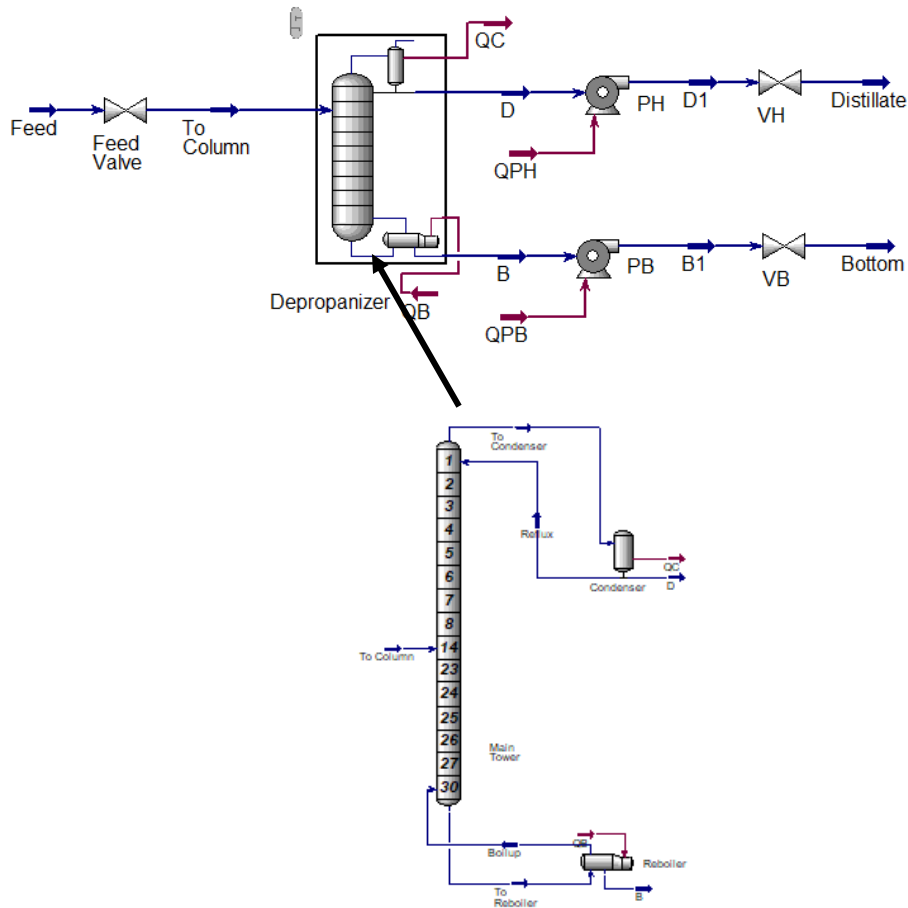 QC
Feed
Feed
Valve
To
Column
D
PH
D1
VH
Distillate
QPH
Depropanizer
QB
B
PB
B1
VB
Bottom
QPB
To
Condenser
1
2
3
4
5
6
7
8
14
23
24
25
26
27
30
Reflux
Condenser
QC
D
To Column
Main
Tower
Boilup
QB
Reboiler
To
Reboiler
B